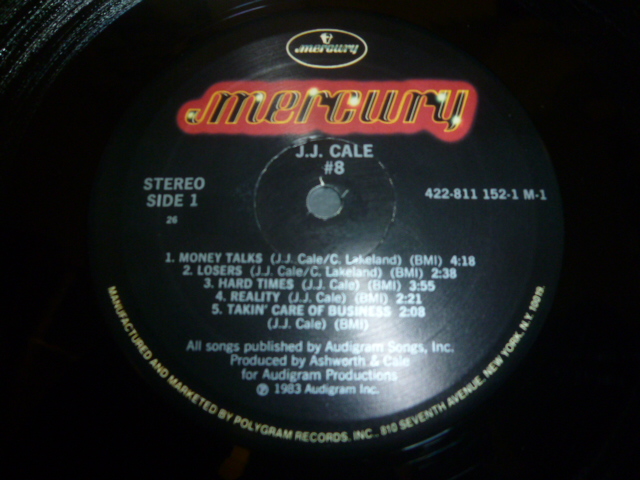 mercury
mercury
J.J. CALE
#8
STEREO
SIDE 1
26
422-811 152-1 M-1
1. MONEY TALKS (J.J. Cale/C. Lakeland) (BMI) 4:18
2. LOSERS (J.J. Cale/C. Lakeland) (BMI) 2:38
3. HARD TIMES (J.J. Cale) (BMI) 3:55
4. REALITY (J.J. Cale) (BMI) 2:21
5. TAKIN' CARE OF BUSINESS 2:08
(J.J. Cale) (BMI)
All songs published by Audigram Songs, Inc.
Produced by Ashworth & Cale
for Audigram Productions
℗ 1983 Audigram Inc.
MANUFACTURED AND MARKETED BY POLYGRAM RECORDS, INC., 810 SEVENTH AVENUE, NEW YORK, N.Y. 10019.